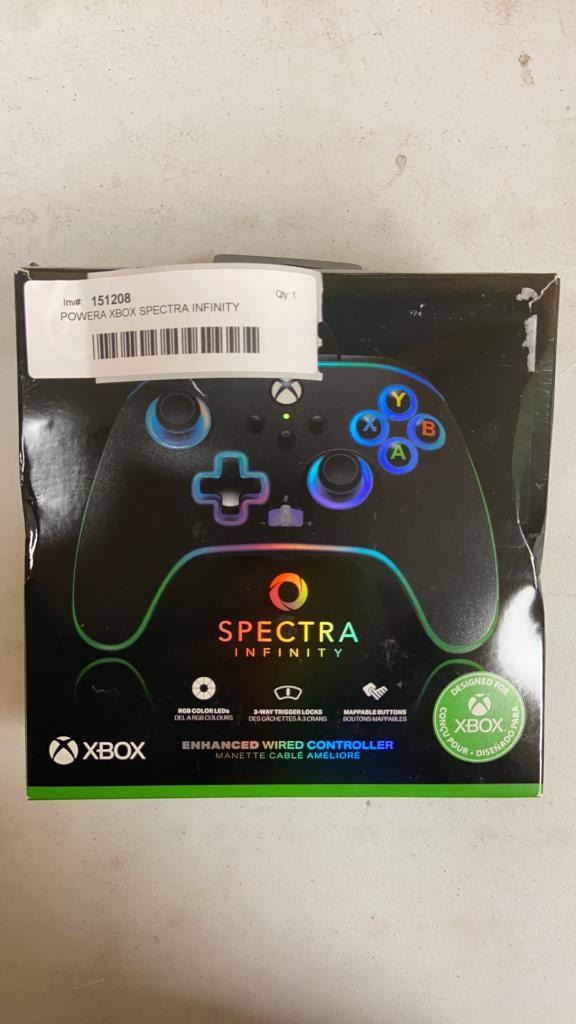 Inv#: 151208 Qty: 1
POWERA XBOX SPECTRA INFINITY
Y
X B
A
SPECTRA
INFINITY
RGB COLOR LEDs
DEL A RGB COLOURS
3-WAY TRIGGER LOCKS
DES GÂCHETTES À 3 CRANS
MAPPABLE BUTTONS
BOUTONS MAPPABLES
DESIGNED FOR
XBOX
CONÇU POUR • DISEÑADO PARA
XBOX
ENHANCED WIRED CONTROLLER
MANETTE CABLÉ AMÉLIORÉ